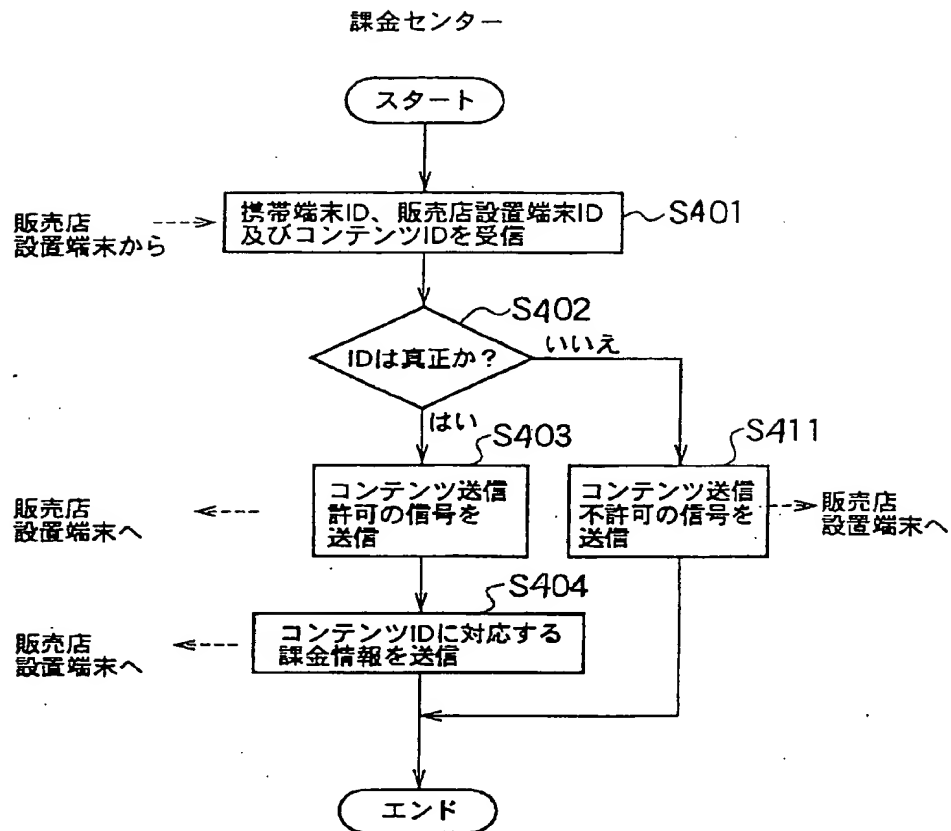 課金センター
スタート
販売店
設置端末から
携帯端末ID、販売店設置端末ID
及びコンテンツIDを受信
S401
S402
IDは真正か?
いいえ
はい
S403
S411
販売店
設置端末へ
コンテンツ送信
許可の信号を
送信
コンテンツ送信
不許可の信号を
送信
販売店
設置端末へ
S404
販売店
設置端末へ
コンテンツIDに対応する
課金情報を送信
エンド